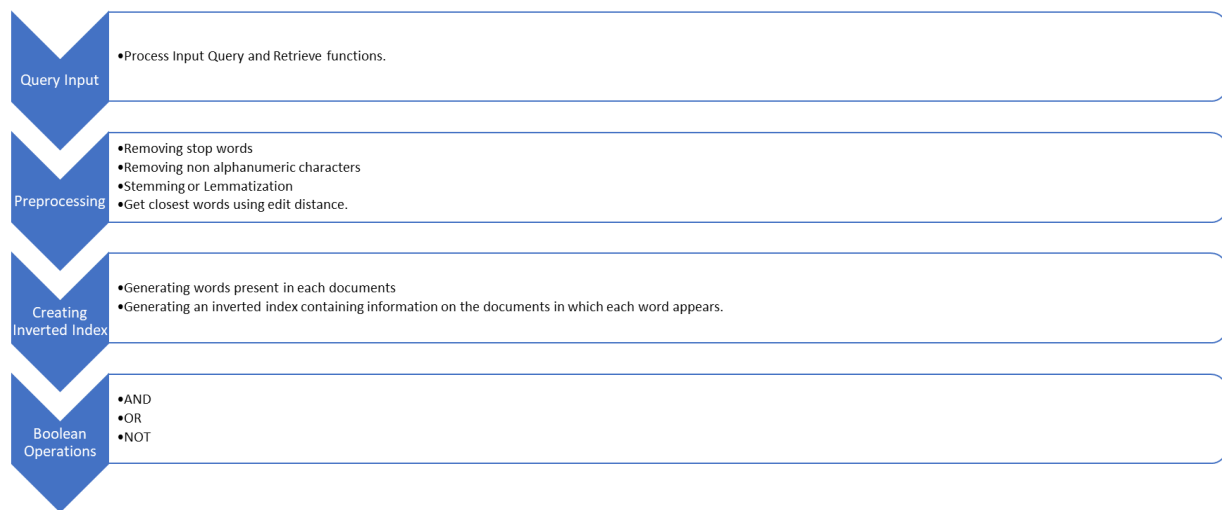 Query Input
•Process Input Query and Retrieve functions.
Preprocessing
•Removing stop words
•Removing non alphanumeric characters
•Stemming or Lemmatization
•Get closest words using edit distance.
Creating
Inverted Index
•Generating words present in each documents
•Generating an inverted index containing information on the documents in which each word appears.
Boolean
Operations
•AND
•OR
•NOT